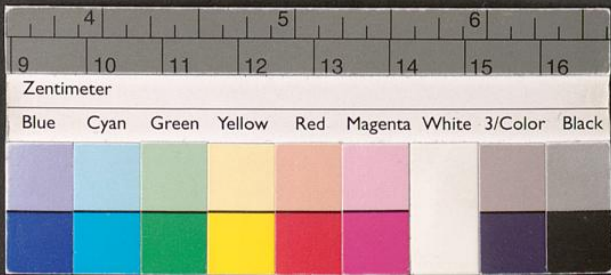 4 5 6
9 10 11 12 13 14 15 16
Zentimeter
Blue Cyan Green Yellow Red Magenta White 3/Color Black